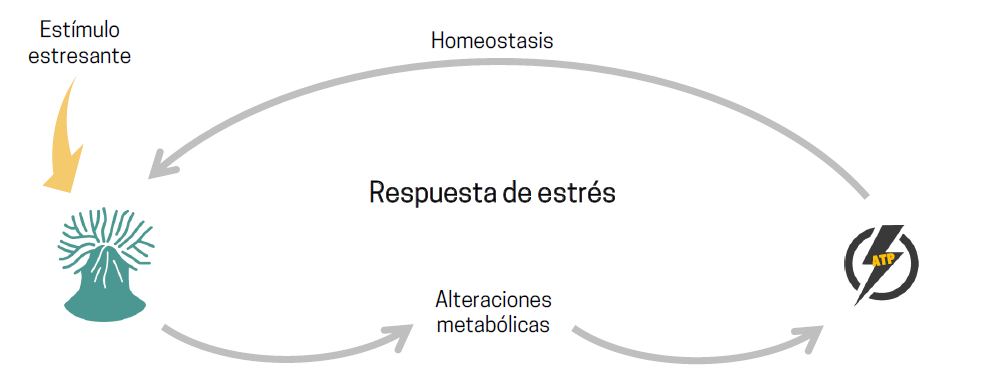 Estímulo
estresante
Homeostasis
Respuesta de estrés
ATP
Alteraciones
metabólicas